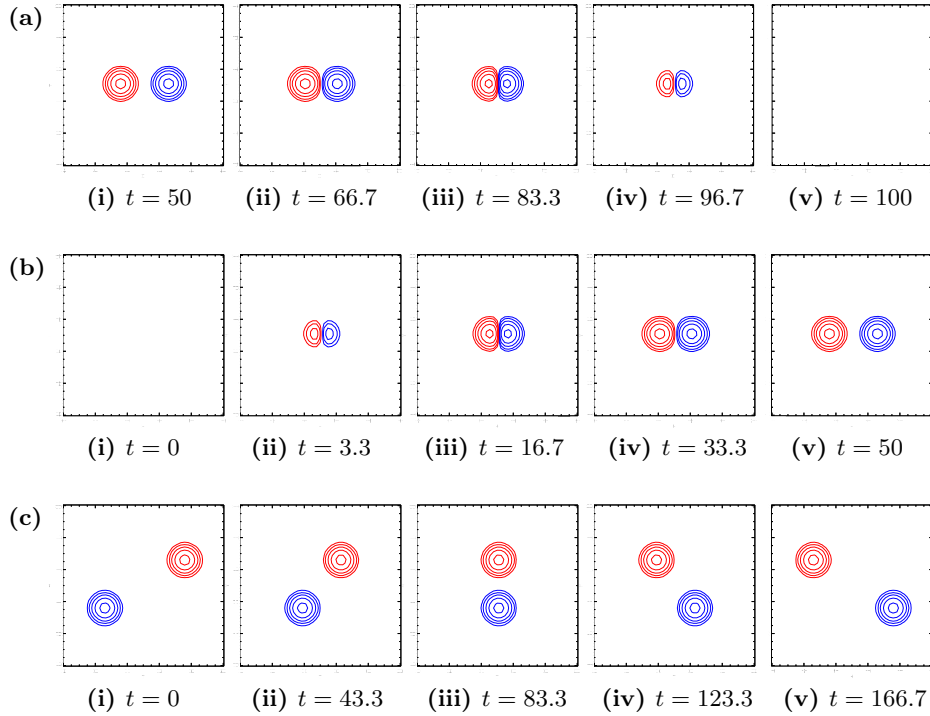 (a)
(i) t = 50 (ii) t = 66.7 (iii) t = 83.3 (iv) t = 96.7 (v) t = 100
(b)
(i) t = 0 (ii) t = 3.3 (iii) t = 16.7 (iv) t = 33.3 (v) t = 50
(c)
(i) t = 0 (ii) t = 43.3 (iii) t = 83.3 (iv) t = 123.3 (v) t = 166.7